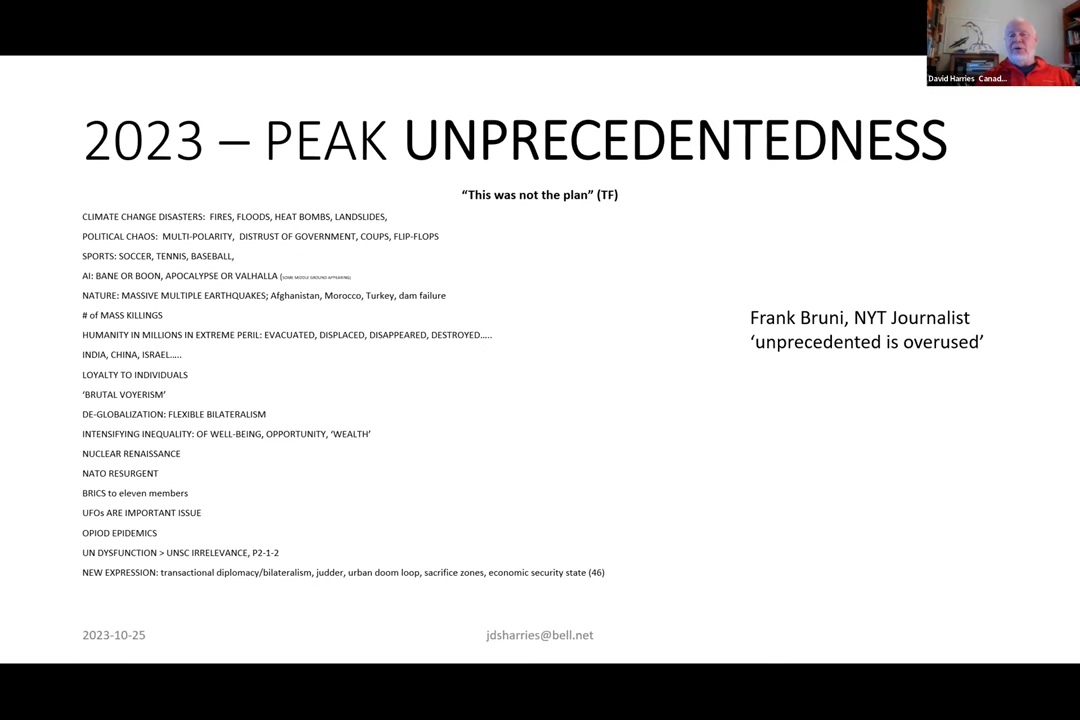 David Harries Canad...
2023 – PEAK UNPRECEDENTEDNESS
“This was not the plan” (TF)
CLIMATE CHANGE DISASTERS: FIRES, FLOODS, HEAT BOMBS, LANDSLIDES,
POLITICAL CHAOS: MULTI-POLARITY, DISTRUST OF GOVERNMENT, COUPS, FLIP-FLOPS
SPORTS: SOCCER, TENNIS, BASEBALL,
AI: BANE OR BOON, APOCALYPSE OR VALHALLA (SOME MIDDLE GROUND APPEARING)
NATURE: MASSIVE MULTIPLE EARTHQUAKES; Afghanistan, Morocco, Turkey, dam failure
# of MASS KILLINGS
HUMANITY IN MILLIONS IN EXTREME PERIL: EVACUATED, DISPLACED, DISAPPEARED, DESTROYED.....
INDIA, CHINA, ISRAEL.....
LOYALTY TO INDIVIDUALS
‘BRUTAL VOYERISM’
DE-GLOBALIZATION: FLEXIBLE BILATERALISM
INTENSIFYING INEQUALITY: OF WELL-BEING, OPPORTUNITY, ‘WEALTH’
NUCLEAR RENAISSANCE
NATO RESURGENT
BRICS to eleven members
UFOs ARE IMPORTANT ISSUE
OPIOD EPIDEMICS
UN DYSFUNCTION > UNSC IRRELEVANCE, P2-1-2
NEW EXPRESSION: transactional diplomacy/bilateralism, judder, urban doom loop, sacrifice zones, economic security state (46)
Frank Bruni, NYT Journalist
‘unprecedented is overused’
2023-10-25
jdsharries@bell.net